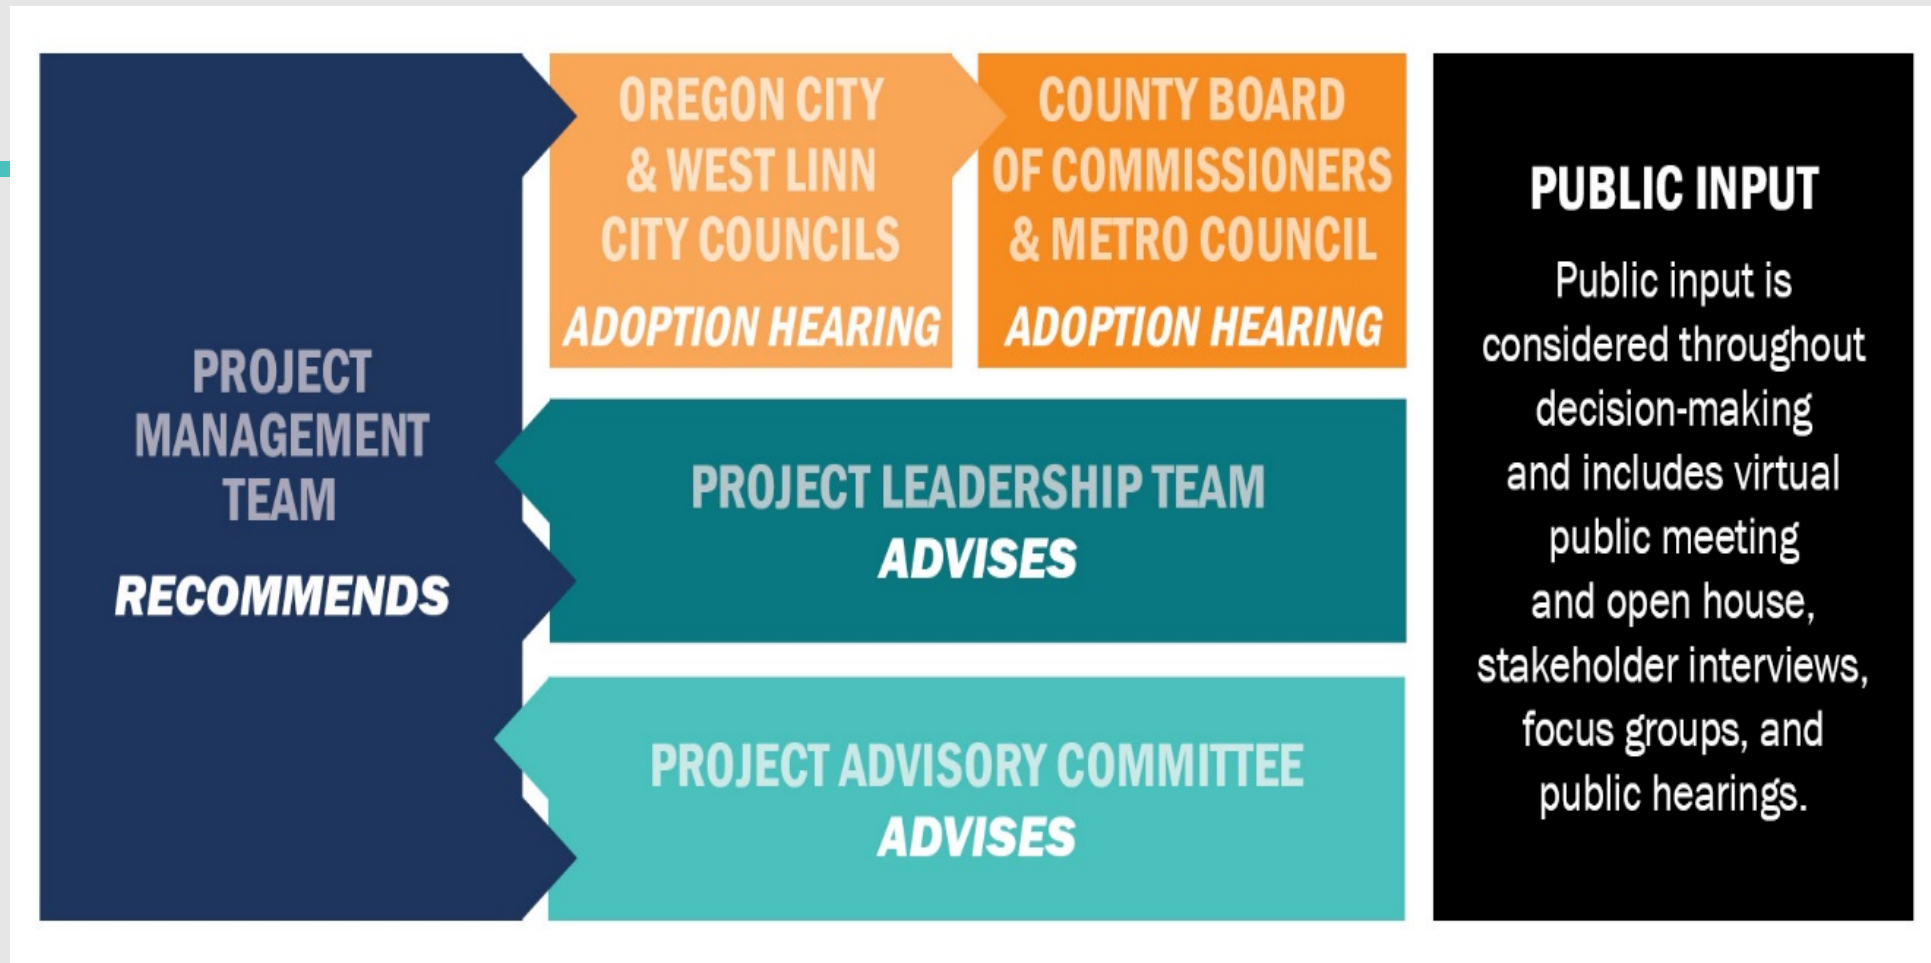 PROJECT
MANAGEMENT
TEAM
RECOMMENDS
OREGON CITY
& WEST LINN
CITY COUNCILS
ADOPTION HEARING
COUNTY BOARD
OF COMMISSIONERS
& METRO COUNCIL
ADOPTION HEARING
PROJECT LEADERSHIP TEAM
ADVISES
PROJECT ADVISORY COMMITTEE
ADVISES
PUBLIC INPUT
Public input is
considered throughout
decision-making
and includes virtual
public meeting
and open house,
stakeholder interviews,
focus groups, and
public hearings.